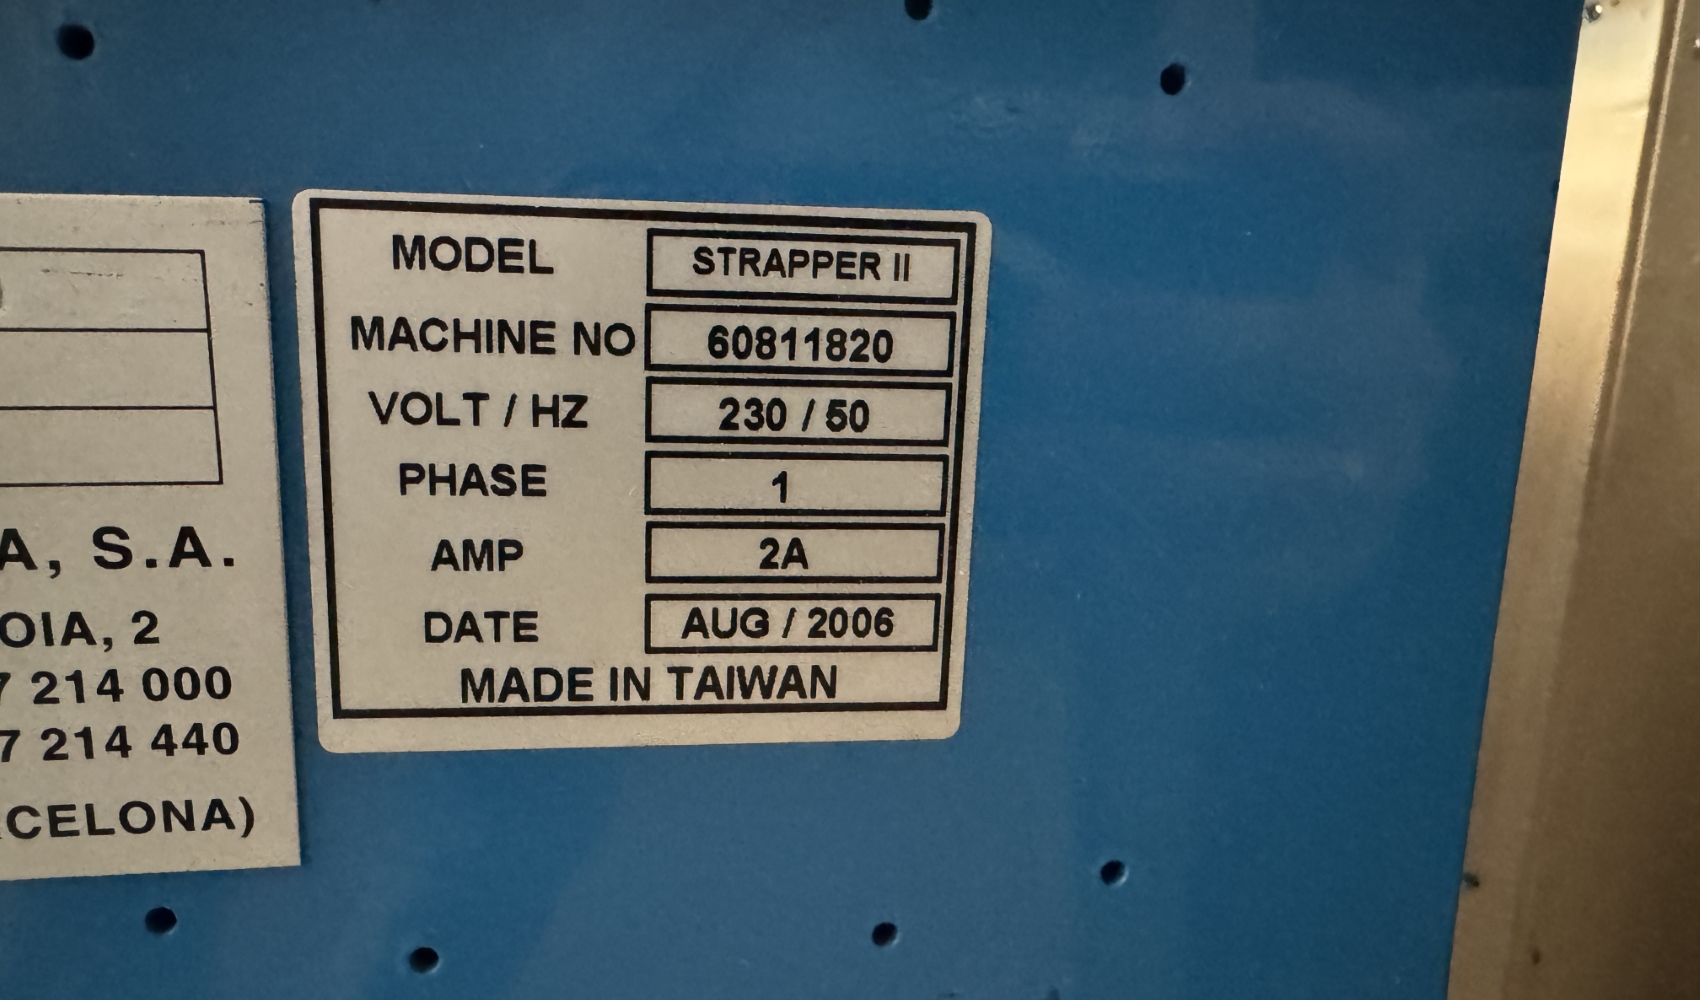 MODEL STRAPPER II
MACHINE NO 60811820
VOLT / HZ 230 / 50
PHASE 1
AMP 2A
DATE AUG / 2006
MADE IN TAIWAN
A, S.A.
OIA, 2
7 214 000
7 214 440
CELONA)